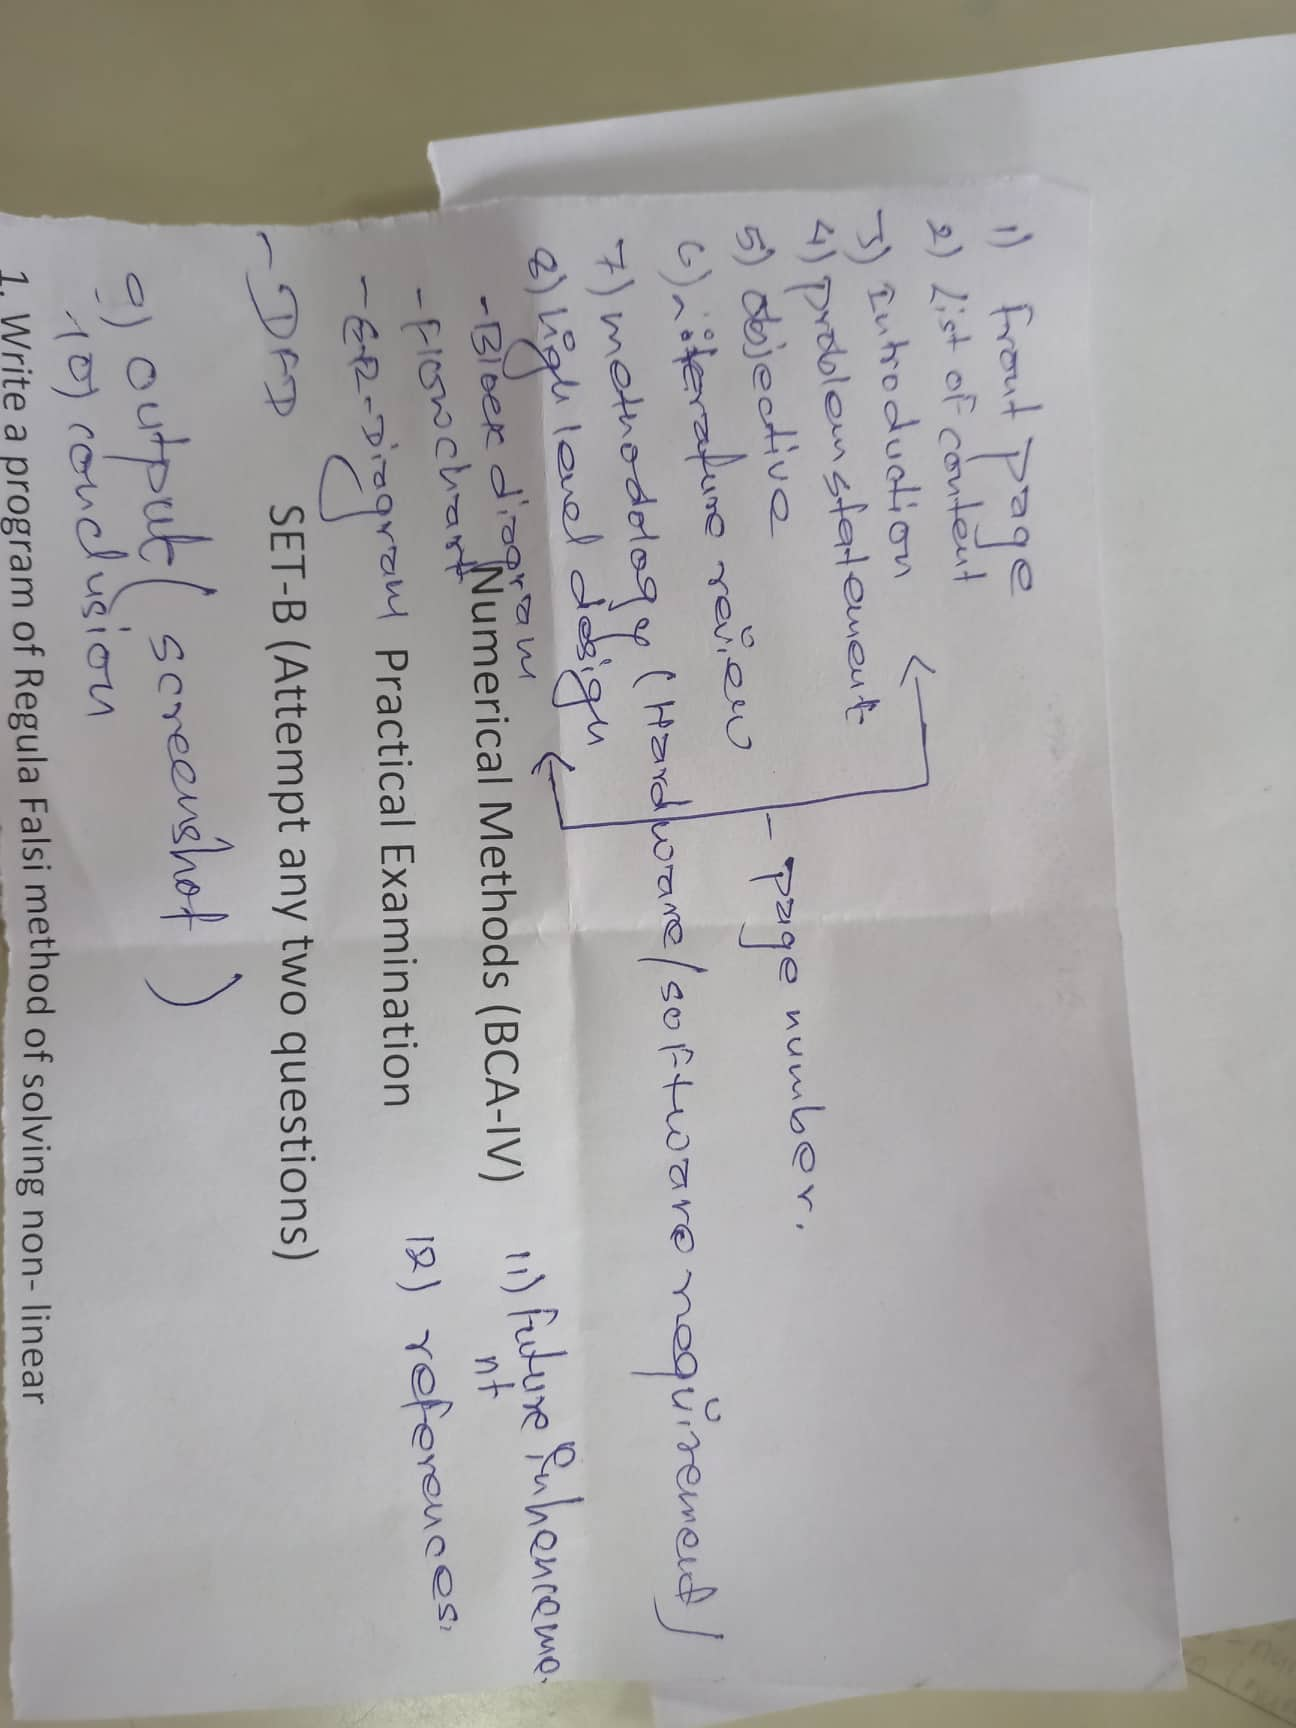 1) front page
2) List of content
3) Introduction
4) problem statement
5) objective
6) literature review
- page number.
7) methodology (Hardware/software requirement)
8) high level design
- Block diagram
- Flowchart
- E-R-Diagram
- DFD
Numerical Methods (BCA-IV)
Practical Examination
SET-B (Attempt any two questions)
9) output (screenshot)
10) conclusion
11) future Enhenceme
nt
12) references.
1. Write a program of Regula Falsi method of solving non- linear